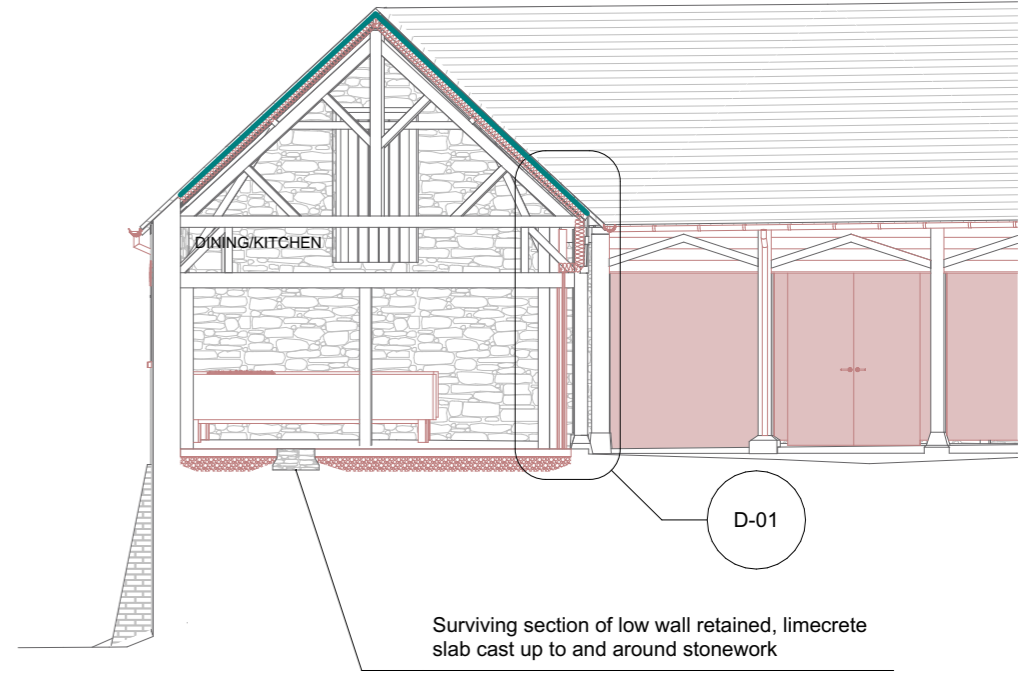 DINING/KITCHEN
D-01
Surviving section of low wall retained, limecrete
slab cast up to and around stonework